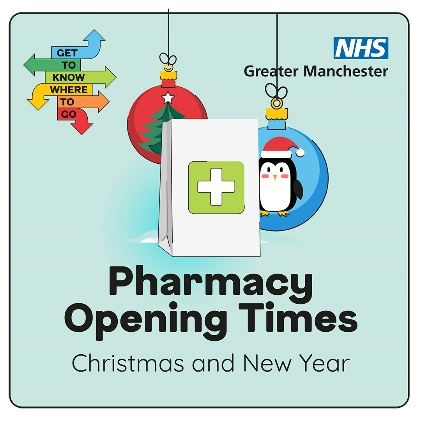 GET
TO
KNOW
WHERE
TO
GO
NHS
Greater Manchester
Pharmacy
Opening Times
Christmas and New Year